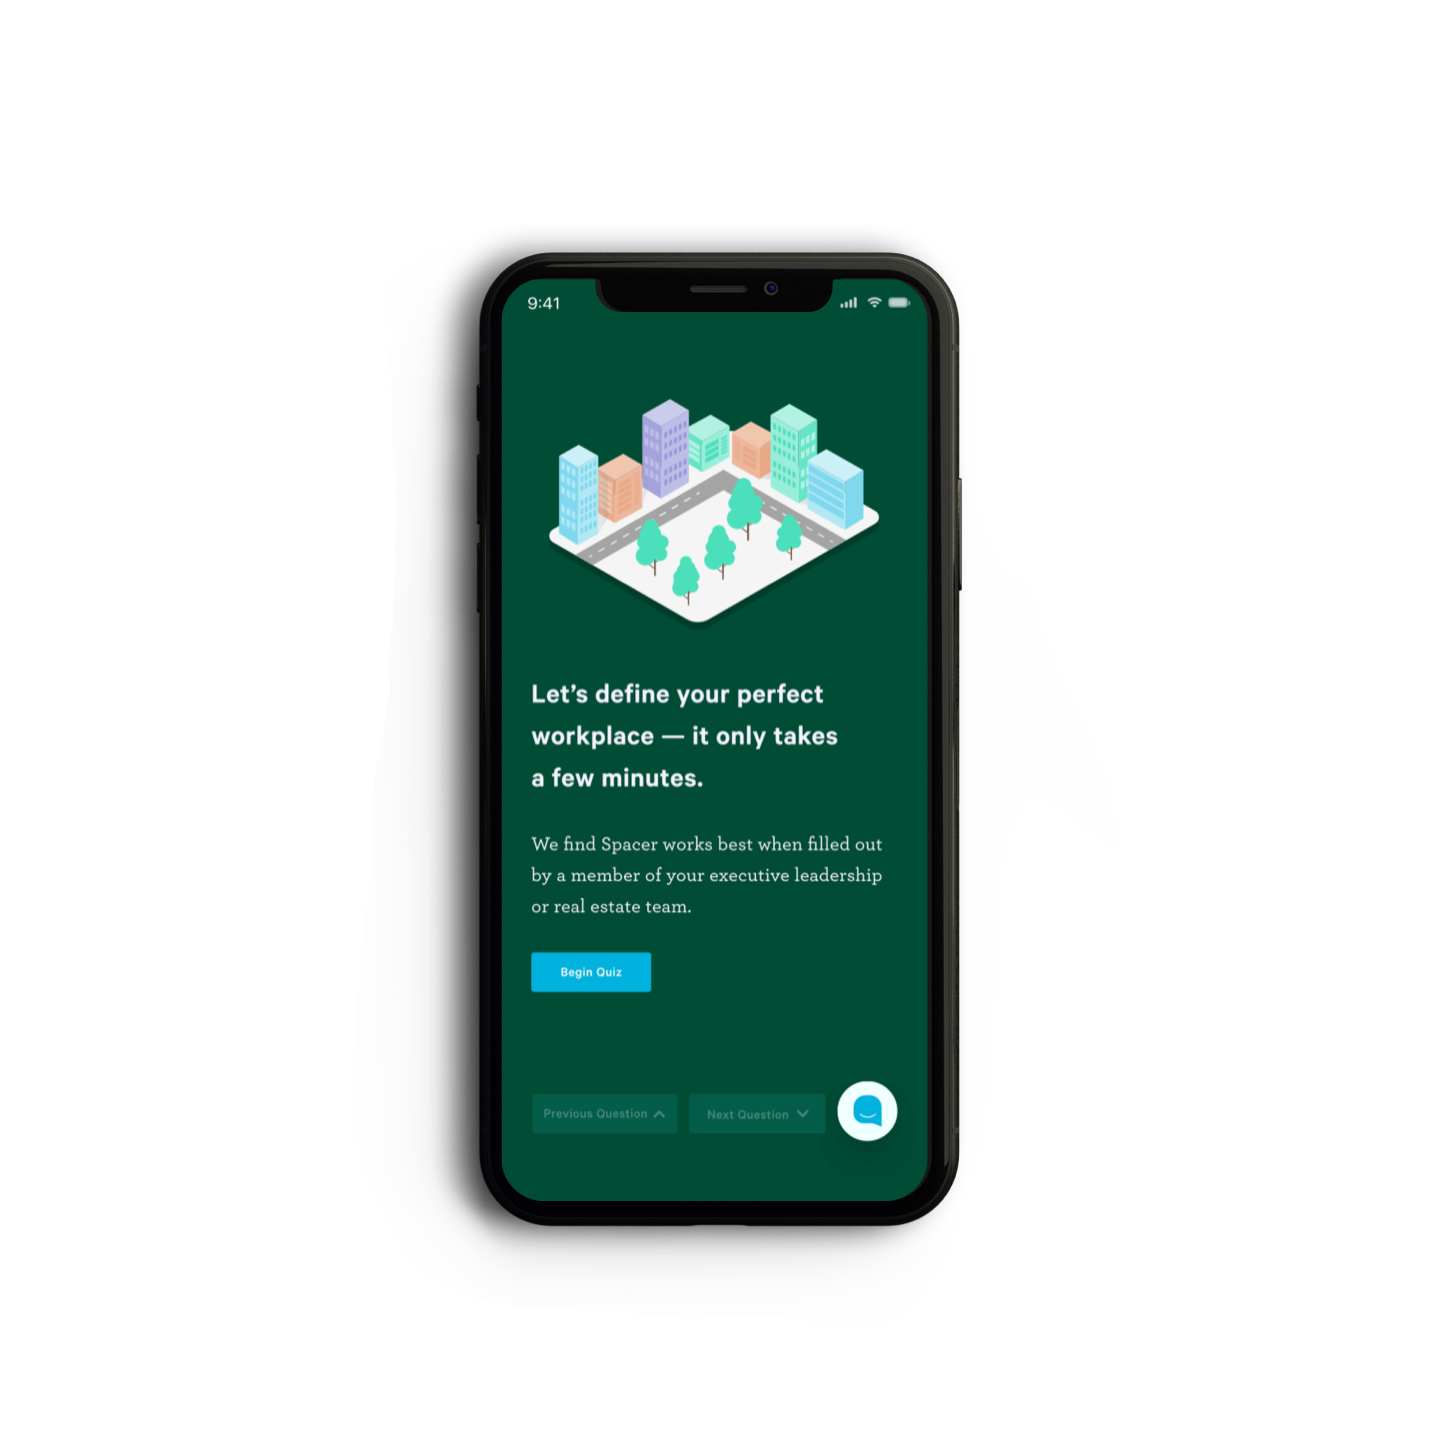 9:41
Let’s define your perfect
workplace — it only takes
a few minutes.
We find Spacer works best when filled out
by a member of your executive leadership
or real estate team.
Begin Quiz
Previous Question
Next Question